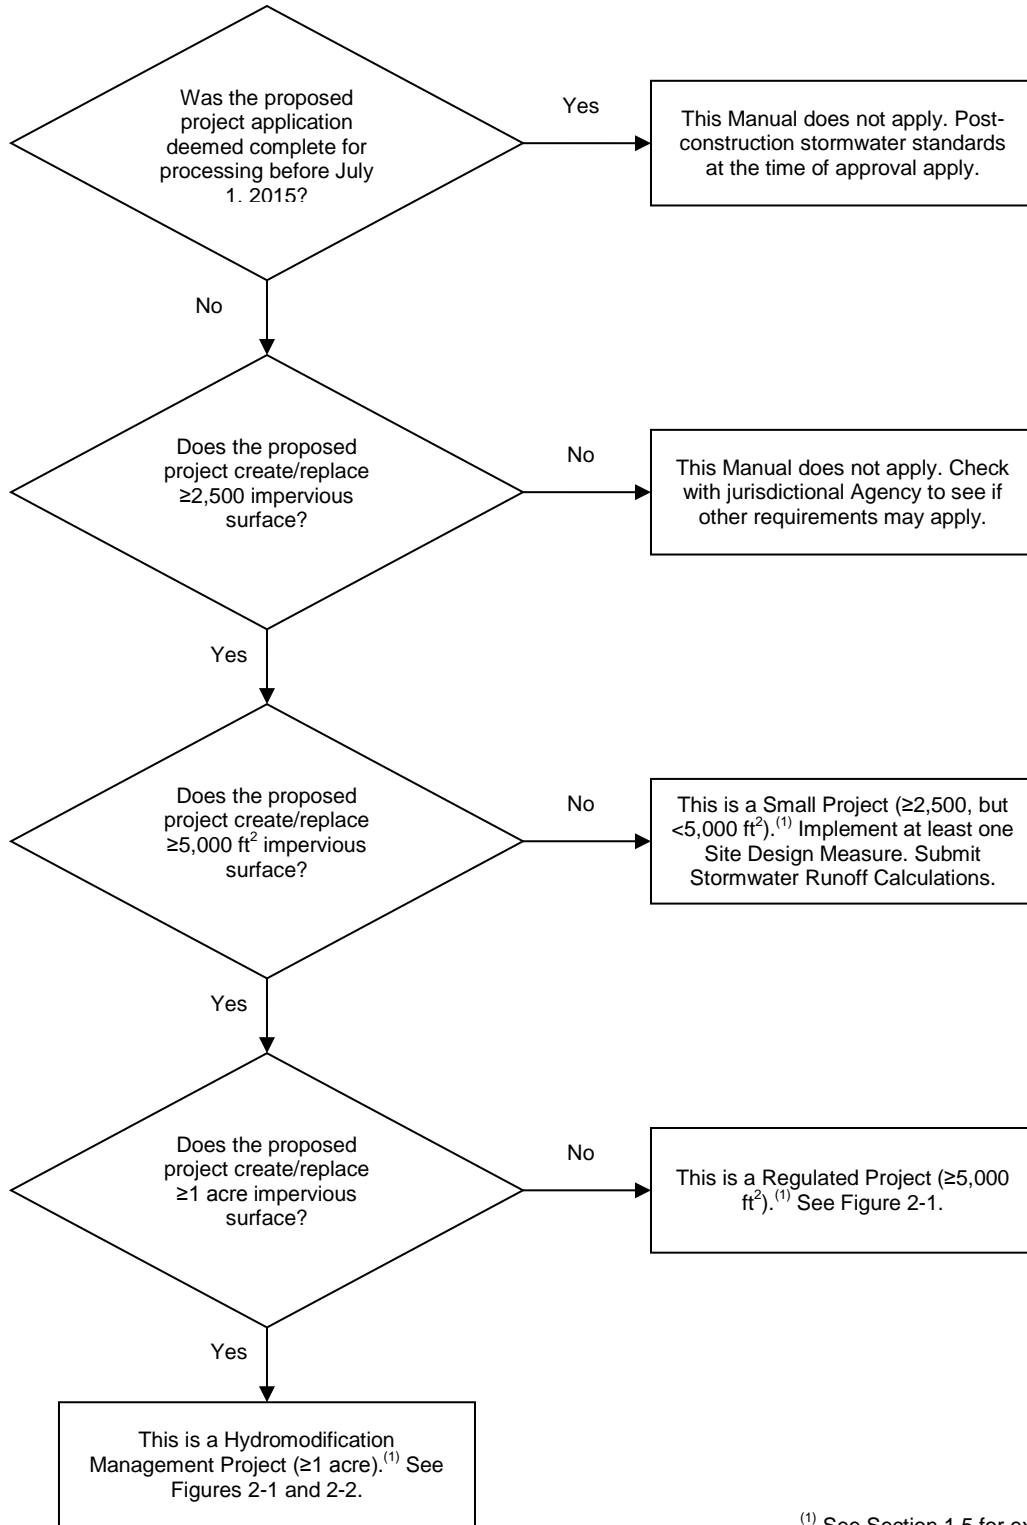 Was the proposed
project application
deemed complete for
processing before July
1, 2015?
Yes
This Manual does not apply. Post-
construction stormwater standards
at the time of approval apply.
No
Does the proposed
project create/replace
≥2,500 impervious
surface?
No
This Manual does not apply. Check
with jurisdictional Agency to see if
other requirements may apply.
Yes
Does the proposed
project create/replace
≥5,000 ft² impervious
surface?
No
This is a Small Project (≥2,500, but
<5,000 ft²).⁽¹⁾ Implement at least one
Site Design Measure. Submit
Stormwater Runoff Calculations.
Yes
Does the proposed
project create/replace
≥1 acre impervious
surface?
No
This is a Regulated Project (≥5,000
ft²).⁽¹⁾ See Figure 2-1.
Yes
This is a Hydromodification
Management Project (≥1 acre).⁽¹⁾ See
Figures 2-1 and 2-2.
⁽¹⁾ See Section 1.5 for